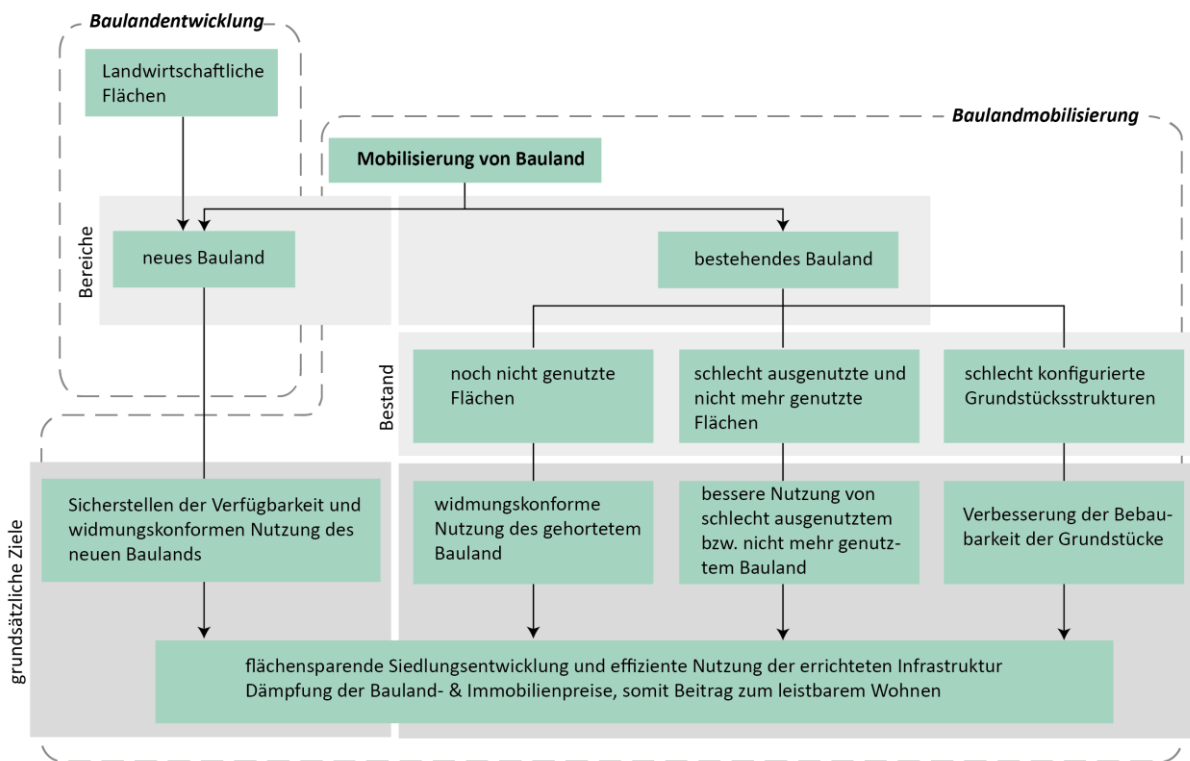 Baulandentwicklung
Landwirtschaftliche
Flächen
Baulandmobilisierung
Mobilisierung von Bauland
Bereiche
neues Bauland
bestehendes Bauland
Bestand
noch nicht genutzte
Flächen
schlecht ausgenutzte und
nicht mehr genutzte
Flächen
schlecht konfigurierte
Grundstücksstrukturen
grundsätzliche Ziele
Sicherstellen der Verfügbarkeit und
widmungskonformen Nutzung des
neuen Baulands
widmungskonforme
Nutzung des gehortetem
Bauland
bessere Nutzung von
schlecht ausgenutztem
bzw. nicht mehr genutz-
tem Bauland
Verbesserung der Bebau-
barkeit der Grundstücke
flächensparende Siedlungsentwicklung und effiziente Nutzung der errichteten Infrastruktur
Dämpfung der Bauland- & Immobilienpreise, somit Beitrag zum leistbarem Wohnen